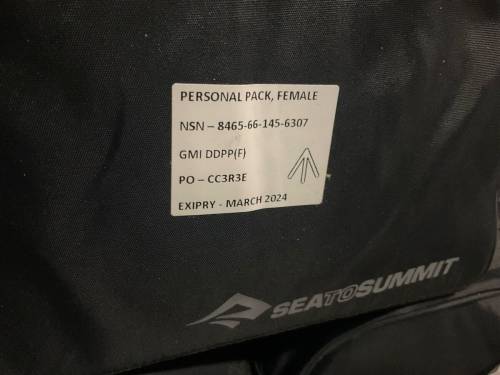 PERSONAL PACK, FEMALE
NSN – 8465-66-145-6307
GMI DDPP(F)
PO – CC3R3E
EXIPRY - MARCH 2024
SEATOSUMMIT